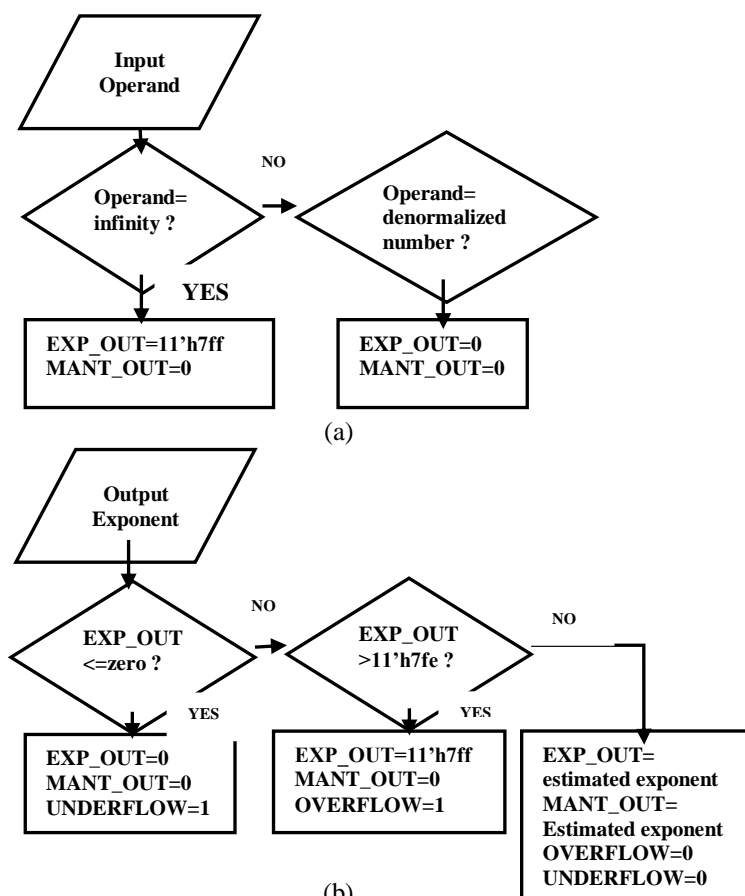 Input
Operand
NO
Operand=
infinity ?
Operand=
denormalized
number ?
YES
EXP_OUT=11'h7ff
MANT_OUT=0
EXP_OUT=0
MANT_OUT=0
(a)
Output
Exponent
NO
NO
EXP_OUT
<=zero ?
EXP_OUT
>11'h7fe ?
YES
YES
EXP_OUT=0
MANT_OUT=0
UNDERFLOW=1
EXP_OUT=11'h7ff
MANT_OUT=0
OVERFLOW=1
EXP_OUT=
estimated exponent
MANT_OUT=
Estimated exponent
OVERFLOW=0
UNDERFLOW=0
(b)